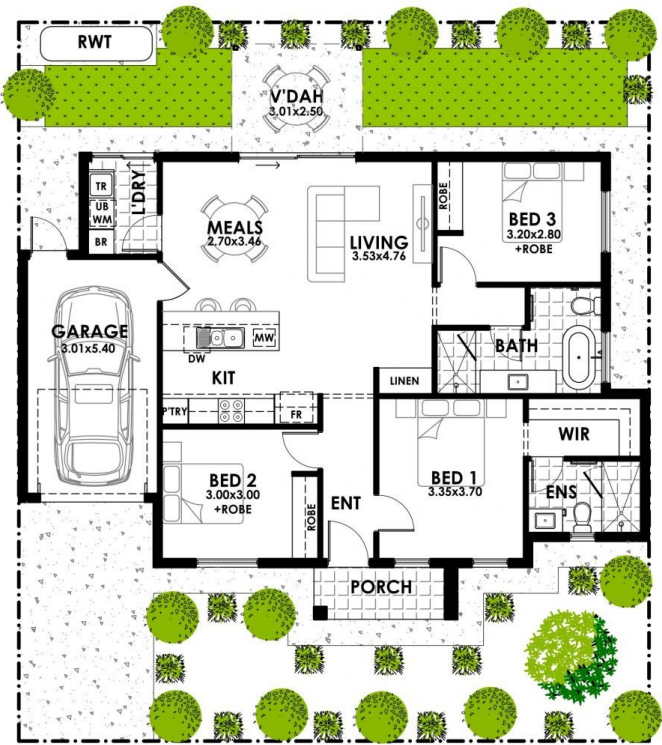 RWT
V'DAH
3.01x2.50
TR
UB
WM
BR
L'DRY
MEALS
2.70x3.46
LIVING
3.53x4.76
ROBE
BED 3
3.20x2.80
+ROBE
GARAGE
3.01x5.40
MW
DW
KIT
BATH
LINEN
P'TRY
FR
BED 2
3.00x3.00
+ROBE
ROBE
ENT
BED 1
3.35x3.70
WIR
ENS
PORCH